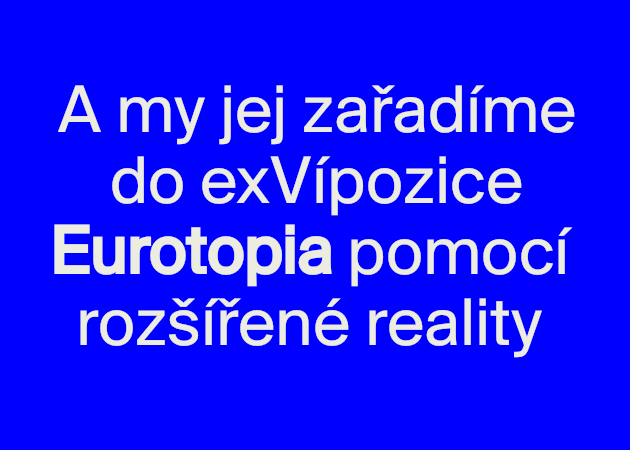 A my jej zařadíme
do exVípozice
Eurotopia pomocí
rozšířené reality